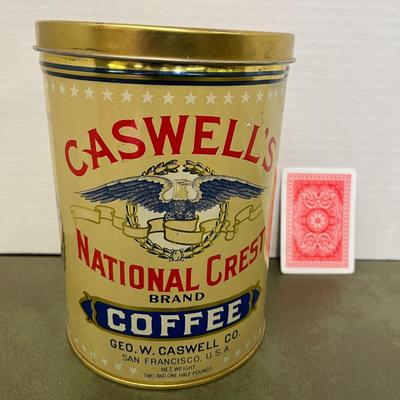 CASWELL'S
NATIONAL CREST
BRAND
COFFEE
GEO. W. CASWELL CO.
SAN FRANCISCO, U.S.A.
NET WEIGHT
TWO AND ONE HALF POUNDS